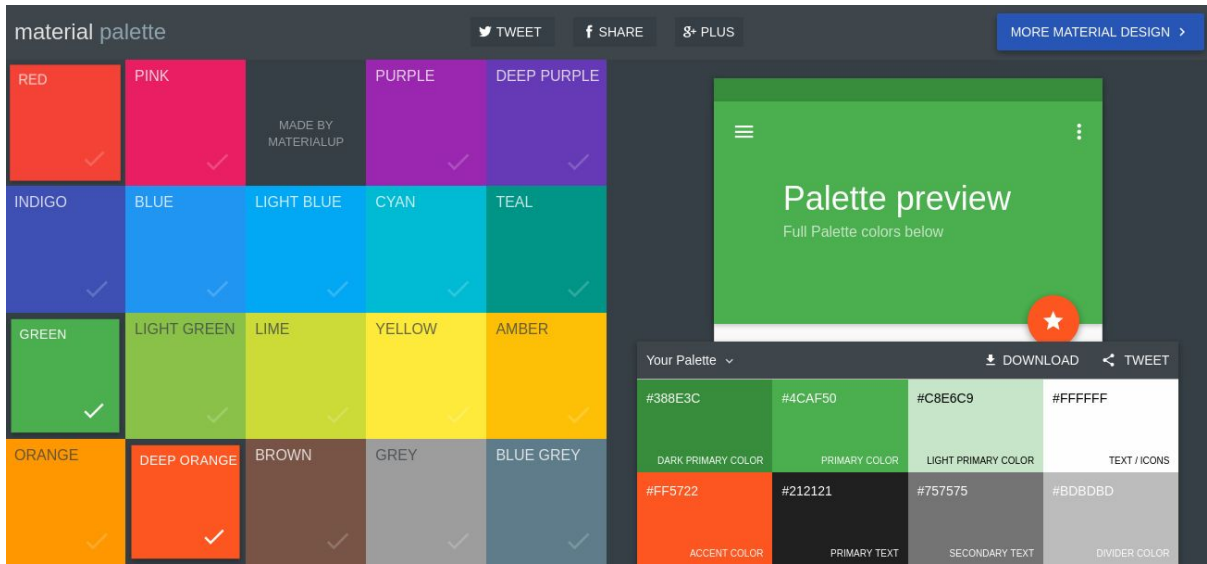 material palette
TWEET
SHARE
PLUS
MORE MATERIAL DESIGN
RED
PINK
MADE BY
MATERIALUP
PURPLE
DEEP PURPLE
INDIGO
BLUE
LIGHT BLUE
CYAN
TEAL
GREEN
LIGHT GREEN
LIME
YELLOW
AMBER
ORANGE
DEEP ORANGE
BROWN
GREY
BLUE GREY
Palette preview
Full Palette colors below
Your Palette
DOWNLOAD
TWEET
#388E3C
DARK PRIMARY COLOR
#4CAF50
PRIMARY COLOR
#C8E6C9
LIGHT PRIMARY COLOR
#FFFFFF
TEXT / ICONS
#FF5722
ACCENT COLOR
#212121
PRIMARY TEXT
#757575
SECONDARY TEXT
#BDBDBD
DIVIDER COLOR